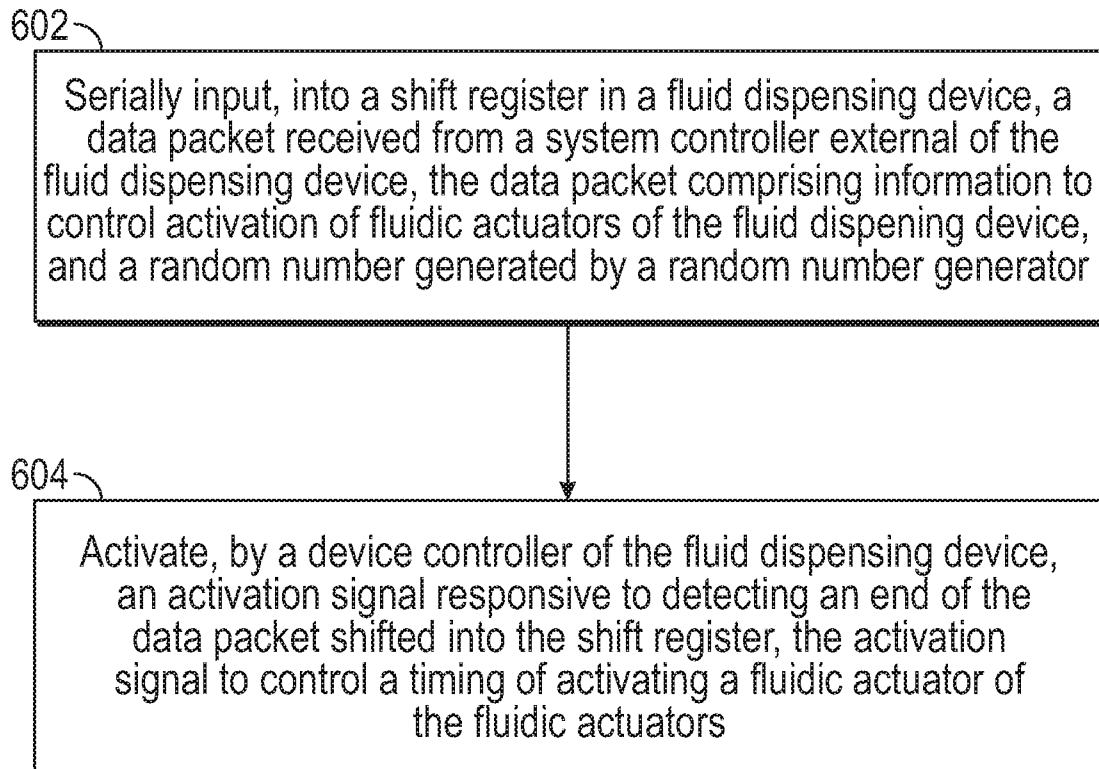 602
Serially input, into a shift register in a fluid dispensing device, a
data packet received from a system controller external of the
fluid dispensing device, the data packet comprising information to
control activation of fluidic actuators of the fluid dispening device,
and a random number generated by a random number generator
604
Activate, by a device controller of the fluid dispensing device,
an activation signal responsive to detecting an end of the
data packet shifted into the shift register, the activation
signal to control a timing of activating a fluidic actuator of
the fluidic actuators